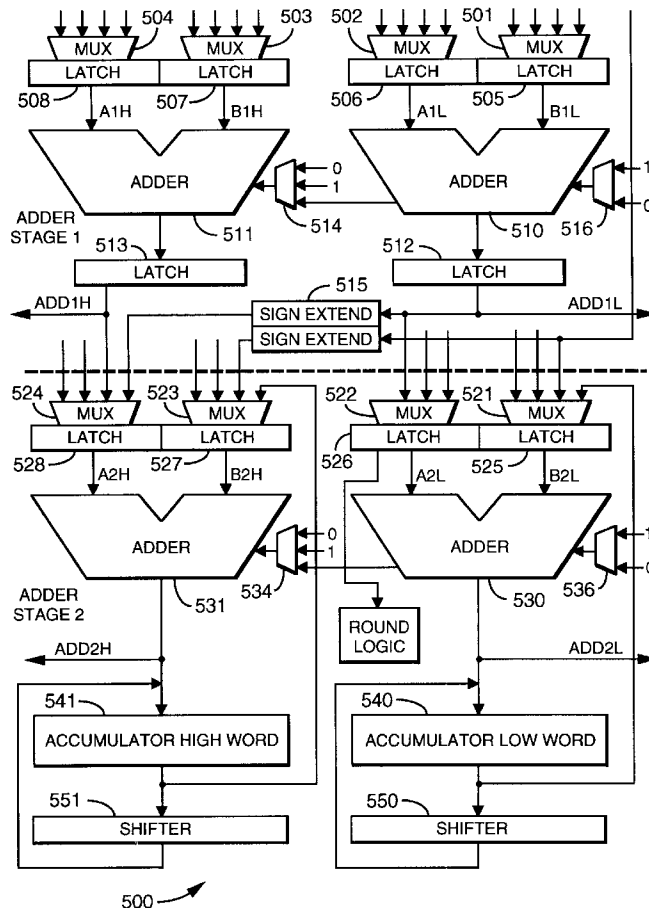 504 503 502 501
MUX MUX MUX MUX
LATCH LATCH LATCH LATCH
508 507 506 505
A1H B1H A1L B1L
ADDER ADDER
0 1
1 0
514 516
ADDER
STAGE 1
511 510
513 512
LATCH LATCH
515
ADD1H SIGN EXTEND ADD1L
SIGN EXTEND
524 523 522 521
MUX MUX MUX MUX
LATCH LATCH LATCH LATCH
528 527 526 525
A2H B2H A2L B2L
ADDER ADDER
0 1
1 0
534 536
ADDER
STAGE 2
531 530
ROUND
LOGIC
ADD2H ADD2L
541 540
ACCUMULATOR HIGH WORD ACCUMULATOR LOW WORD
551 550
SHIFTER SHIFTER
500